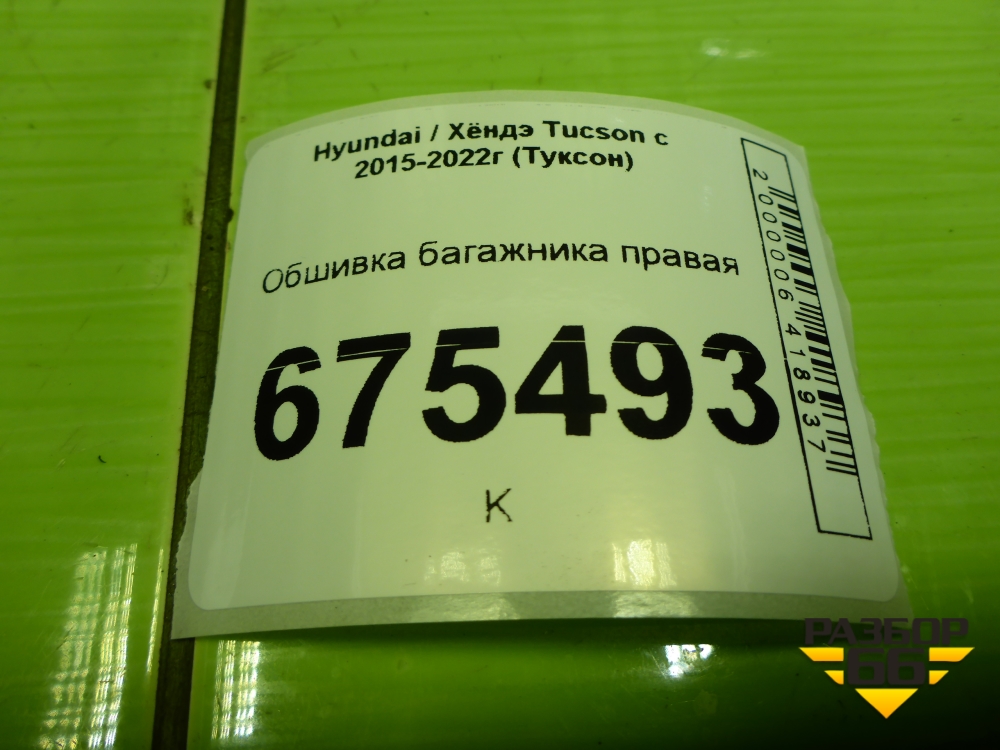 Hyundai / Хёндэ Tucson с
2015-2022г (Туксон)
Обшивка багажника правая
675493
К
2000006418937
РАЗБОР
66